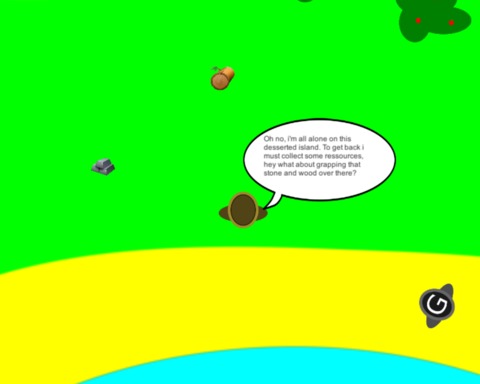 Oh no, i'm all alone on this
desserted island. To get back i
must collect some ressources,
hey what about grapping that
stone and wood over there?
G